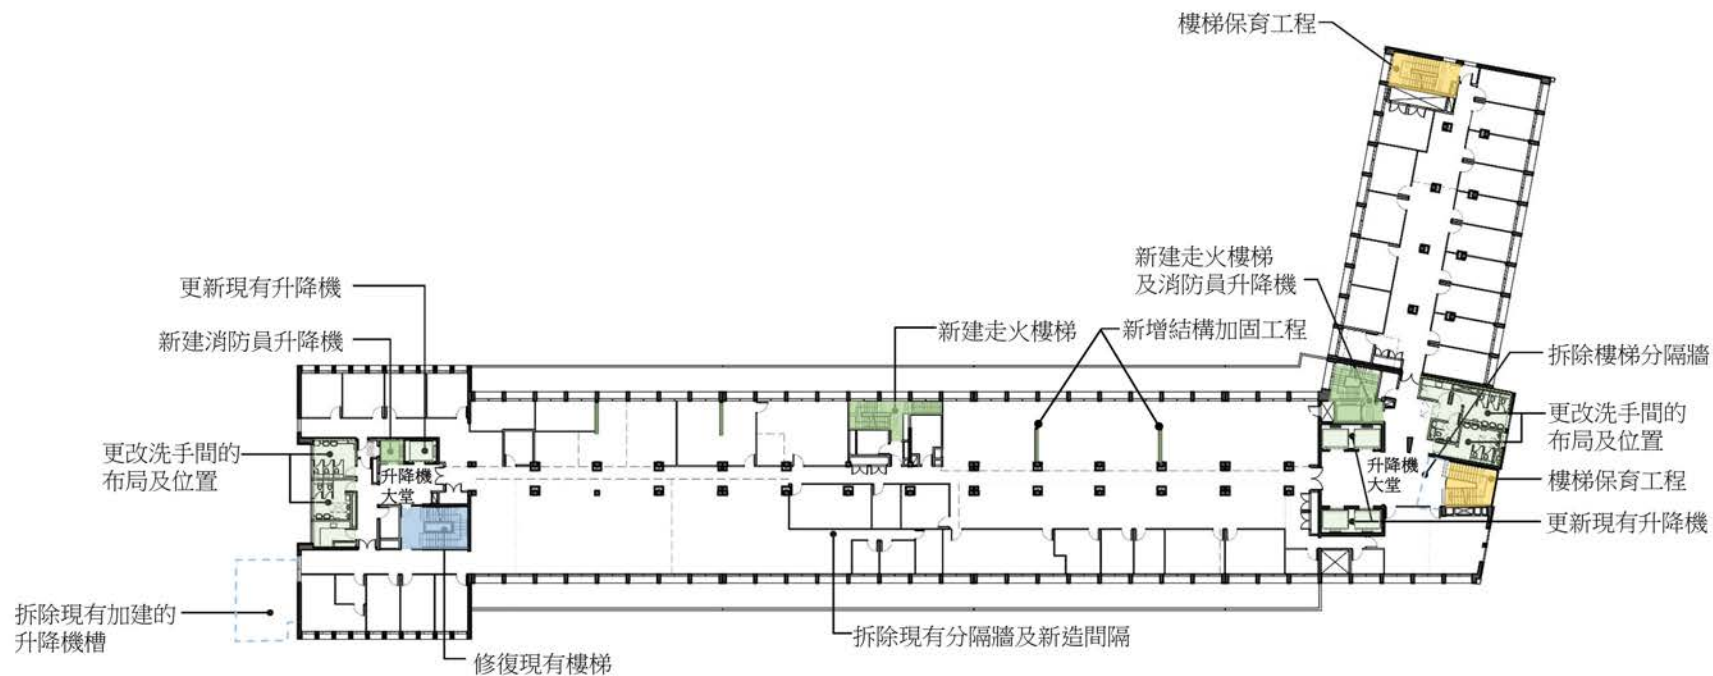 樓梯保育工程
新建走火樓梯
及消防員升降機
更新現有升降機
新建消防員升降機
新建走火樓梯
新增結構加固工程
拆除樓梯分隔牆
更改洗手間的
布局及位置
更改洗手間的
布局及位置
升降機
大堂
升降機
大堂
樓梯保育工程
更新現有升降機
拆除現有加建的
升降機槽
修復現有樓梯
拆除現有分隔牆及新造間隔